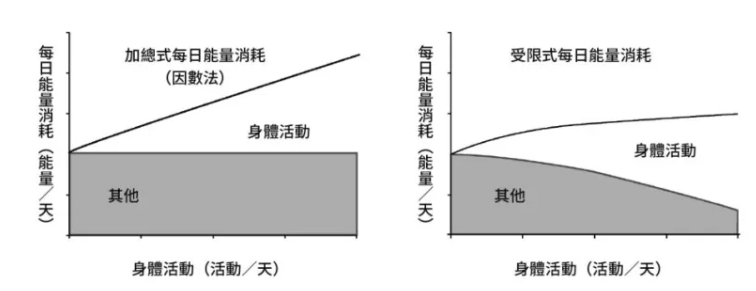 加總式每日能量消耗
（因數法）
每日能量消耗（能量／天）
身體活動
其他
身體活動（活動／天）
受限式每日能量消耗
每日能量消耗（能量／天）
身體活動
其他
身體活動（活動／天）